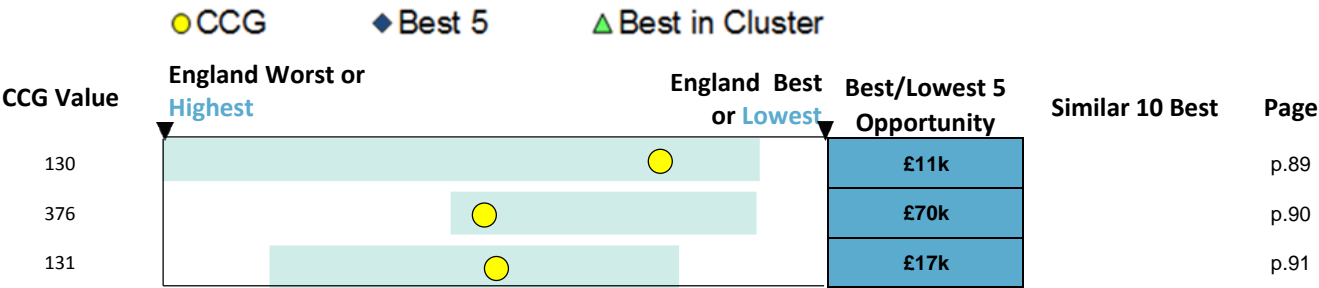 CCG Best 5 Best in Cluster
CCG Value
England Worst or
Highest
England Best
or Lowest
Best/Lowest 5
Opportunity
Similar 10 Best
Page
130 £11k p.89
376 £70k p.90
131 £17k p.91